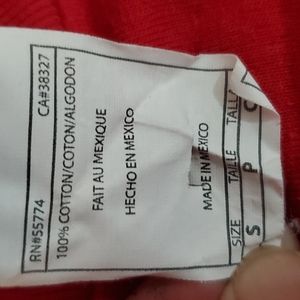 RN#55774 CA#38327
100% COTTON/COTON/ALGODON
FAIT AU MEXIQUE
HECHO EN MEXICO
MADE IN MEXICO
SIZE TAILLE
S P C